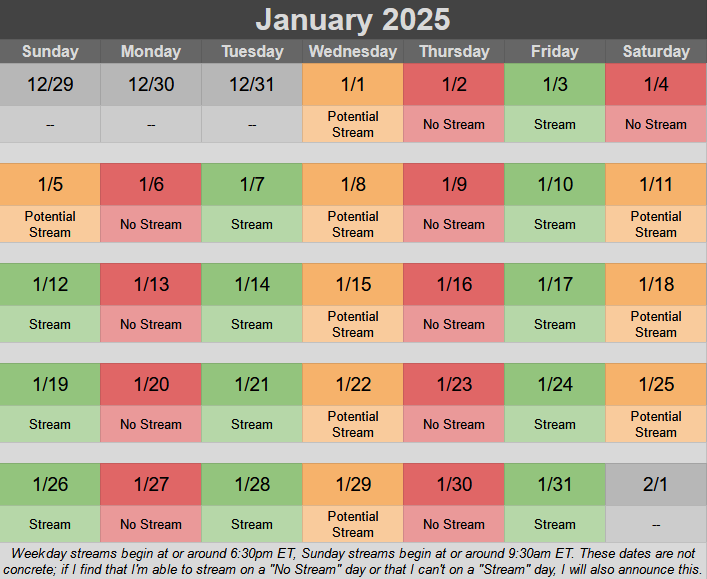 January 2025
Sunday Monday Tuesday Wednesday Thursday Friday Saturday
12/29 12/30 12/31 1/1 1/2 1/3 1/4
-- -- -- Potential Stream No Stream Stream No Stream
1/5 1/6 1/7 1/8 1/9 1/10 1/11
Potential Stream No Stream Stream Potential Stream No Stream Stream Potential Stream
1/12 1/13 1/14 1/15 1/16 1/17 1/18
Stream No Stream Stream Potential Stream No Stream Stream Potential Stream
1/19 1/20 1/21 1/22 1/23 1/24 1/25
Stream No Stream Stream Potential Stream No Stream Stream Potential Stream
1/26 1/27 1/28 1/29 1/30 1/31 2/1
Stream No Stream Stream Potential Stream No Stream Stream --
Weekday streams begin at or around 6:30pm ET, Sunday streams begin at or around 9:30am ET. These dates are not
concrete; if I find that I'm able to stream on a "No Stream" day or that I can't on a "Stream" day, I will also announce this.